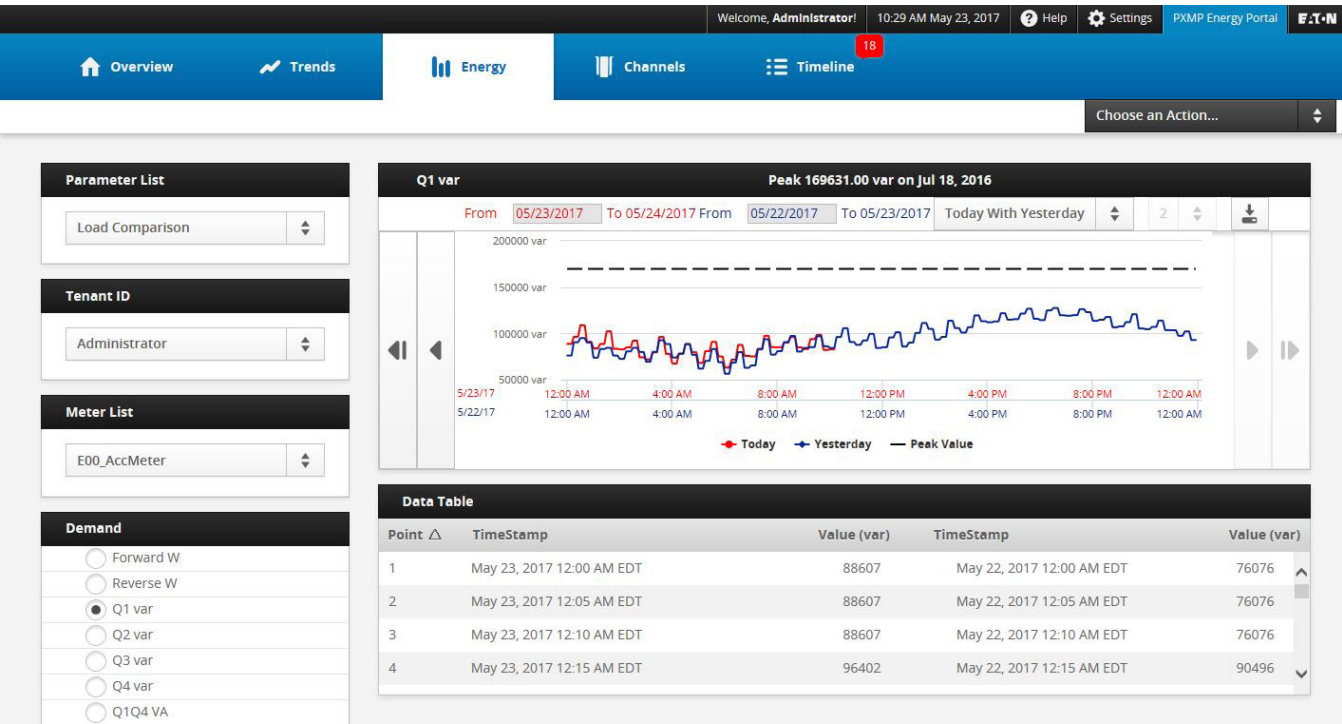 Welcome, Administrator! 10:29 AM May 23, 2017 Help Settings PXMP Energy Portal E·T·N
Overview Trends Energy Channels Timeline 18
Choose an Action...
Parameter List
Load Comparison
Tenant ID
Administrator
Meter List
E00_AccMeter
Demand
Forward W
Reverse W
Q1 var
Q2 var
Q3 var
Q4 var
Q1Q4 VA
Q1 var Peak 169631.00 var on Jul 18, 2016
From 05/23/2017 To 05/24/2017 From 05/22/2017 To 05/23/2017 Today With Yesterday 2
200000 var
150000 var
100000 var
50000 var
5/23/17 12:00 AM 4:00 AM 8:00 AM 12:00 PM 4:00 PM 8:00 PM 12:00 AM
5/22/17 12:00 AM 4:00 AM 8:00 AM 12:00 PM 4:00 PM 8:00 PM 12:00 AM
Today Yesterday Peak Value
Data Table
Point TimeStamp Value (var) TimeStamp Value (var)
1 May 23, 2017 12:00 AM EDT 88607 May 22, 2017 12:00 AM EDT 76076
2 May 23, 2017 12:05 AM EDT 88607 May 22, 2017 12:05 AM EDT 76076
3 May 23, 2017 12:10 AM EDT 88607 May 22, 2017 12:10 AM EDT 76076
4 May 23, 2017 12:15 AM EDT 96402 May 22, 2017 12:15 AM EDT 90496